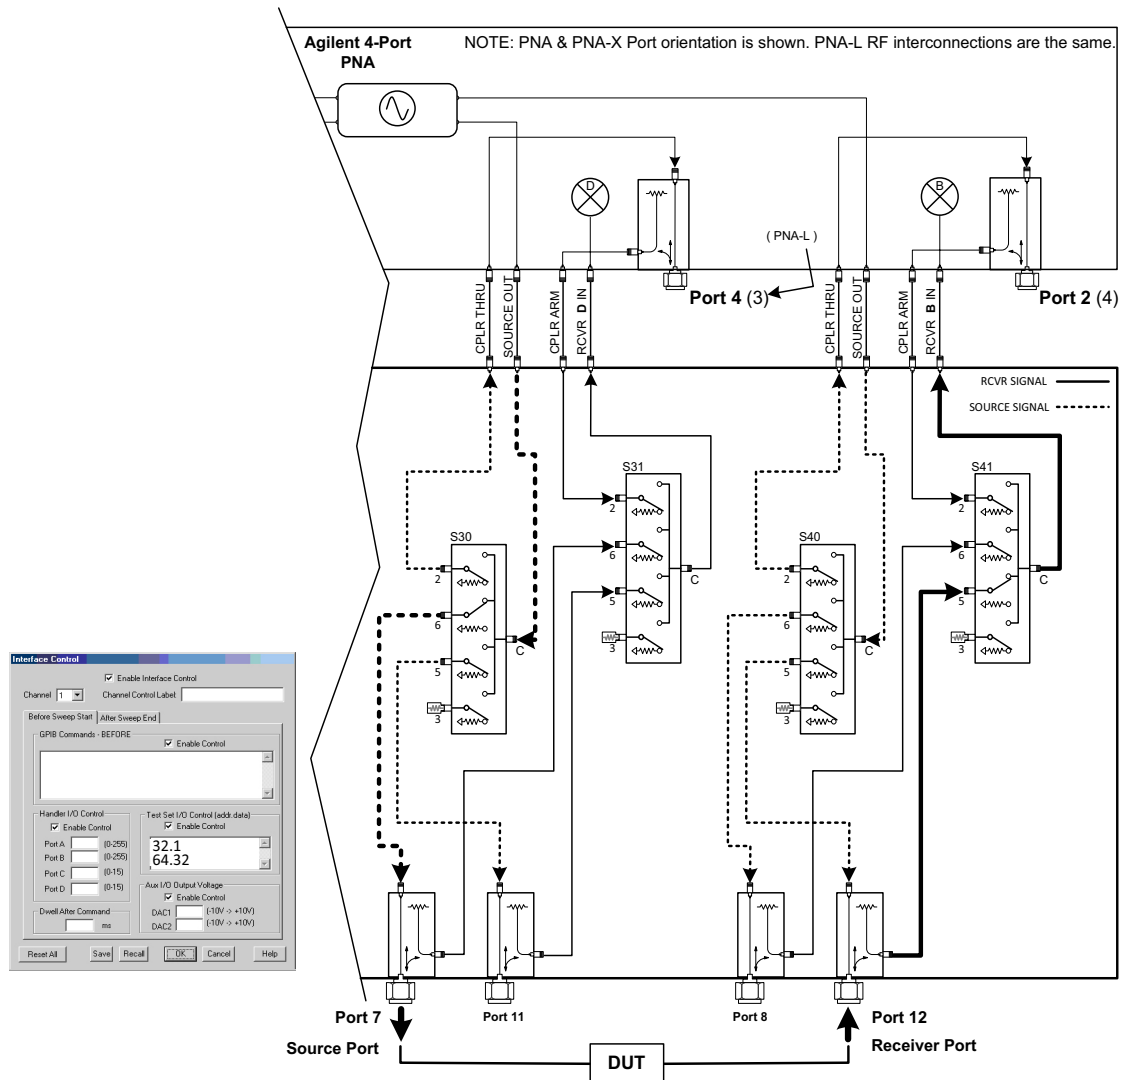 Agilent 4-Port
PNA
NOTE: PNA & PNA-X Port orientation is shown. PNA-L RF interconnections are the same.
D
B
( PNA-L )
Port 4 (3)
Port 2 (4)
CPLR THRU
SOURCE OUT
CPLR ARM
RCVR D IN
CPLR THRU
SOURCE OUT
CPLR ARM
RCVR B IN
RCVR SIGNAL
SOURCE SIGNAL
S31
2
6
5
3
C
S41
2
6
5
3
C
S30
2
6
5
3
C
S40
2
6
5
3
C
Interface Control
Enable Interface Control
Channel 1 Channel Control Label
Before Sweep Start After Sweep End
GPIB Commands - BEFORE
Enable Control
Handler I/O Control
Enable Control
Port A (0-255)
Port B (0-255)
Port C (0-15)
Port D (0-15)
Test Set I/O Control (addr.data)
Enable Control
32.1
64.32
Aux I/O Output Voltage
Enable Control
DAC1 (-10V -> +10V)
DAC2 (-10V -> +10V)
Dwell After Command
ms
Reset All Save Recall OK Cancel Help
Port 7
Source Port
Port 11
Port 8
Port 12
Receiver Port
DUT